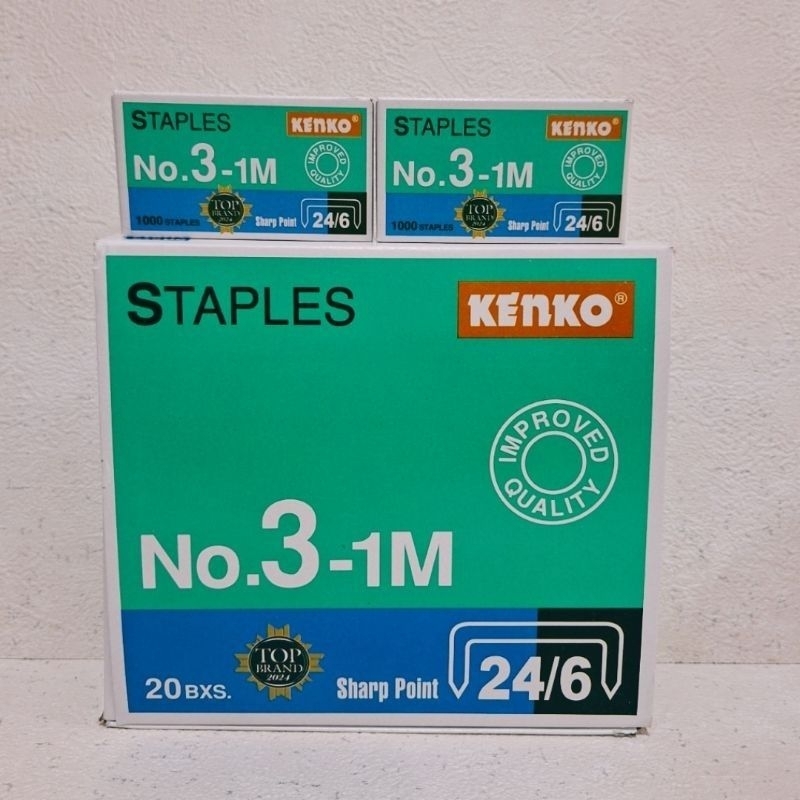 STAPLES KENKO®
No.3-1M IMPROVED QUALITY
1000 STAPLES TOP BRAND 2024 Sharp Point 24/6
STAPLES KENKO®
No.3-1M IMPROVED QUALITY
1000 STAPLES TOP BRAND 2024 Sharp Point 24/6
STAPLES KENKO®
IMPROVED QUALITY
No.3-1M
20 BXS. TOP BRAND 2024 Sharp Point 24/6